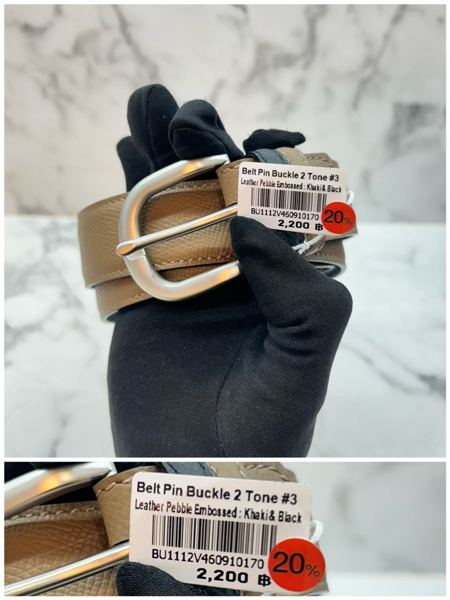 Belt Pin Buckle 2 Tone #3
Leather Pebble Embossed : Khaki & Black
BU1112V460910170
2,200 ฿
20%
Belt Pin Buckle 2 Tone #3
Leather Pebble Embossed : Khaki & Black
BU1112V460910170
2,200 ฿
20%